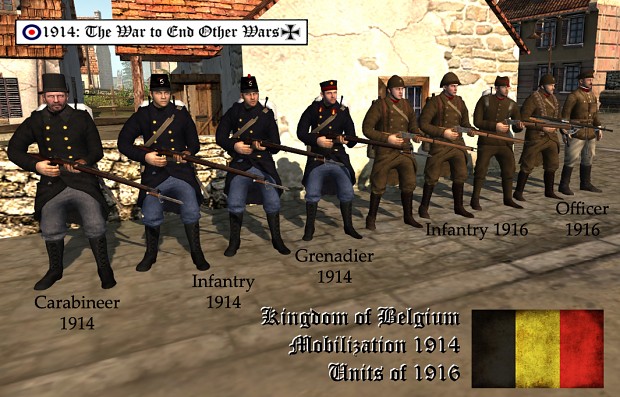 1914: The War to End Other Wars
Grenadier
1914
Officer
1916
Infantry 1916
Infantry
1914
Carabineer
1914
Kingdom of Belgium
Mobilization 1914
Units of 1916